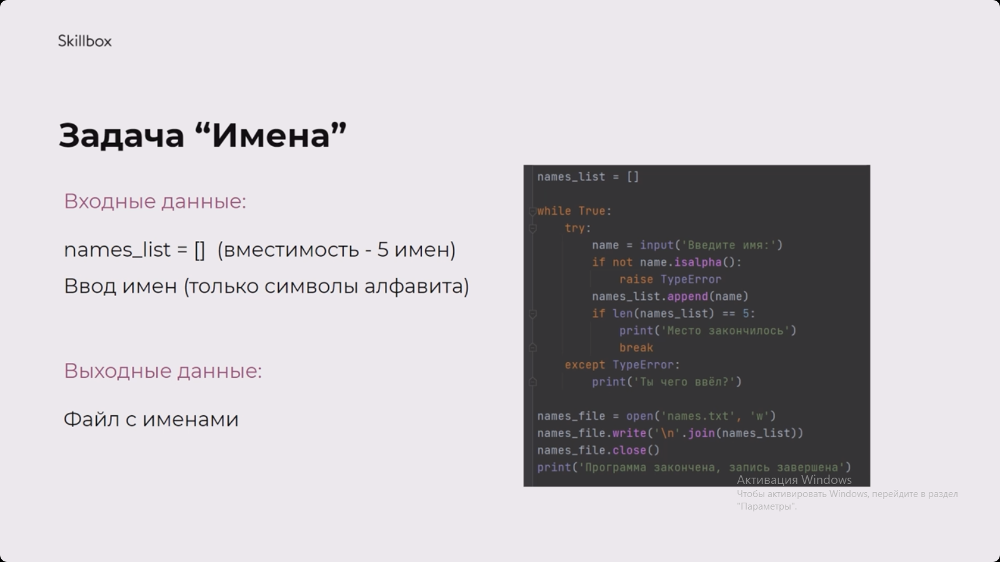 Skillbox
Задача “Имена”
Входные данные:
names_list = [] (вместимость - 5 имен)
Ввод имен (только символы алфавита)
Выходные данные:
Файл с именами
names_list = []
while True:
try:
name = input('Введите имя:')
if not name.isalpha():
raise TypeError
names_list.append(name)
if len(names_list) == 5:
print('Место закончилось')
break
except TypeError:
print('Ты чего ввёл?')
names_file = open('names.txt', 'w')
names_file.write('\n'.join(names_list))
names_file.close()
print('Программа закончена, запись завершена')
Активация Windows
Чтобы активировать Windows, перейдите в раздел
"Параметры".